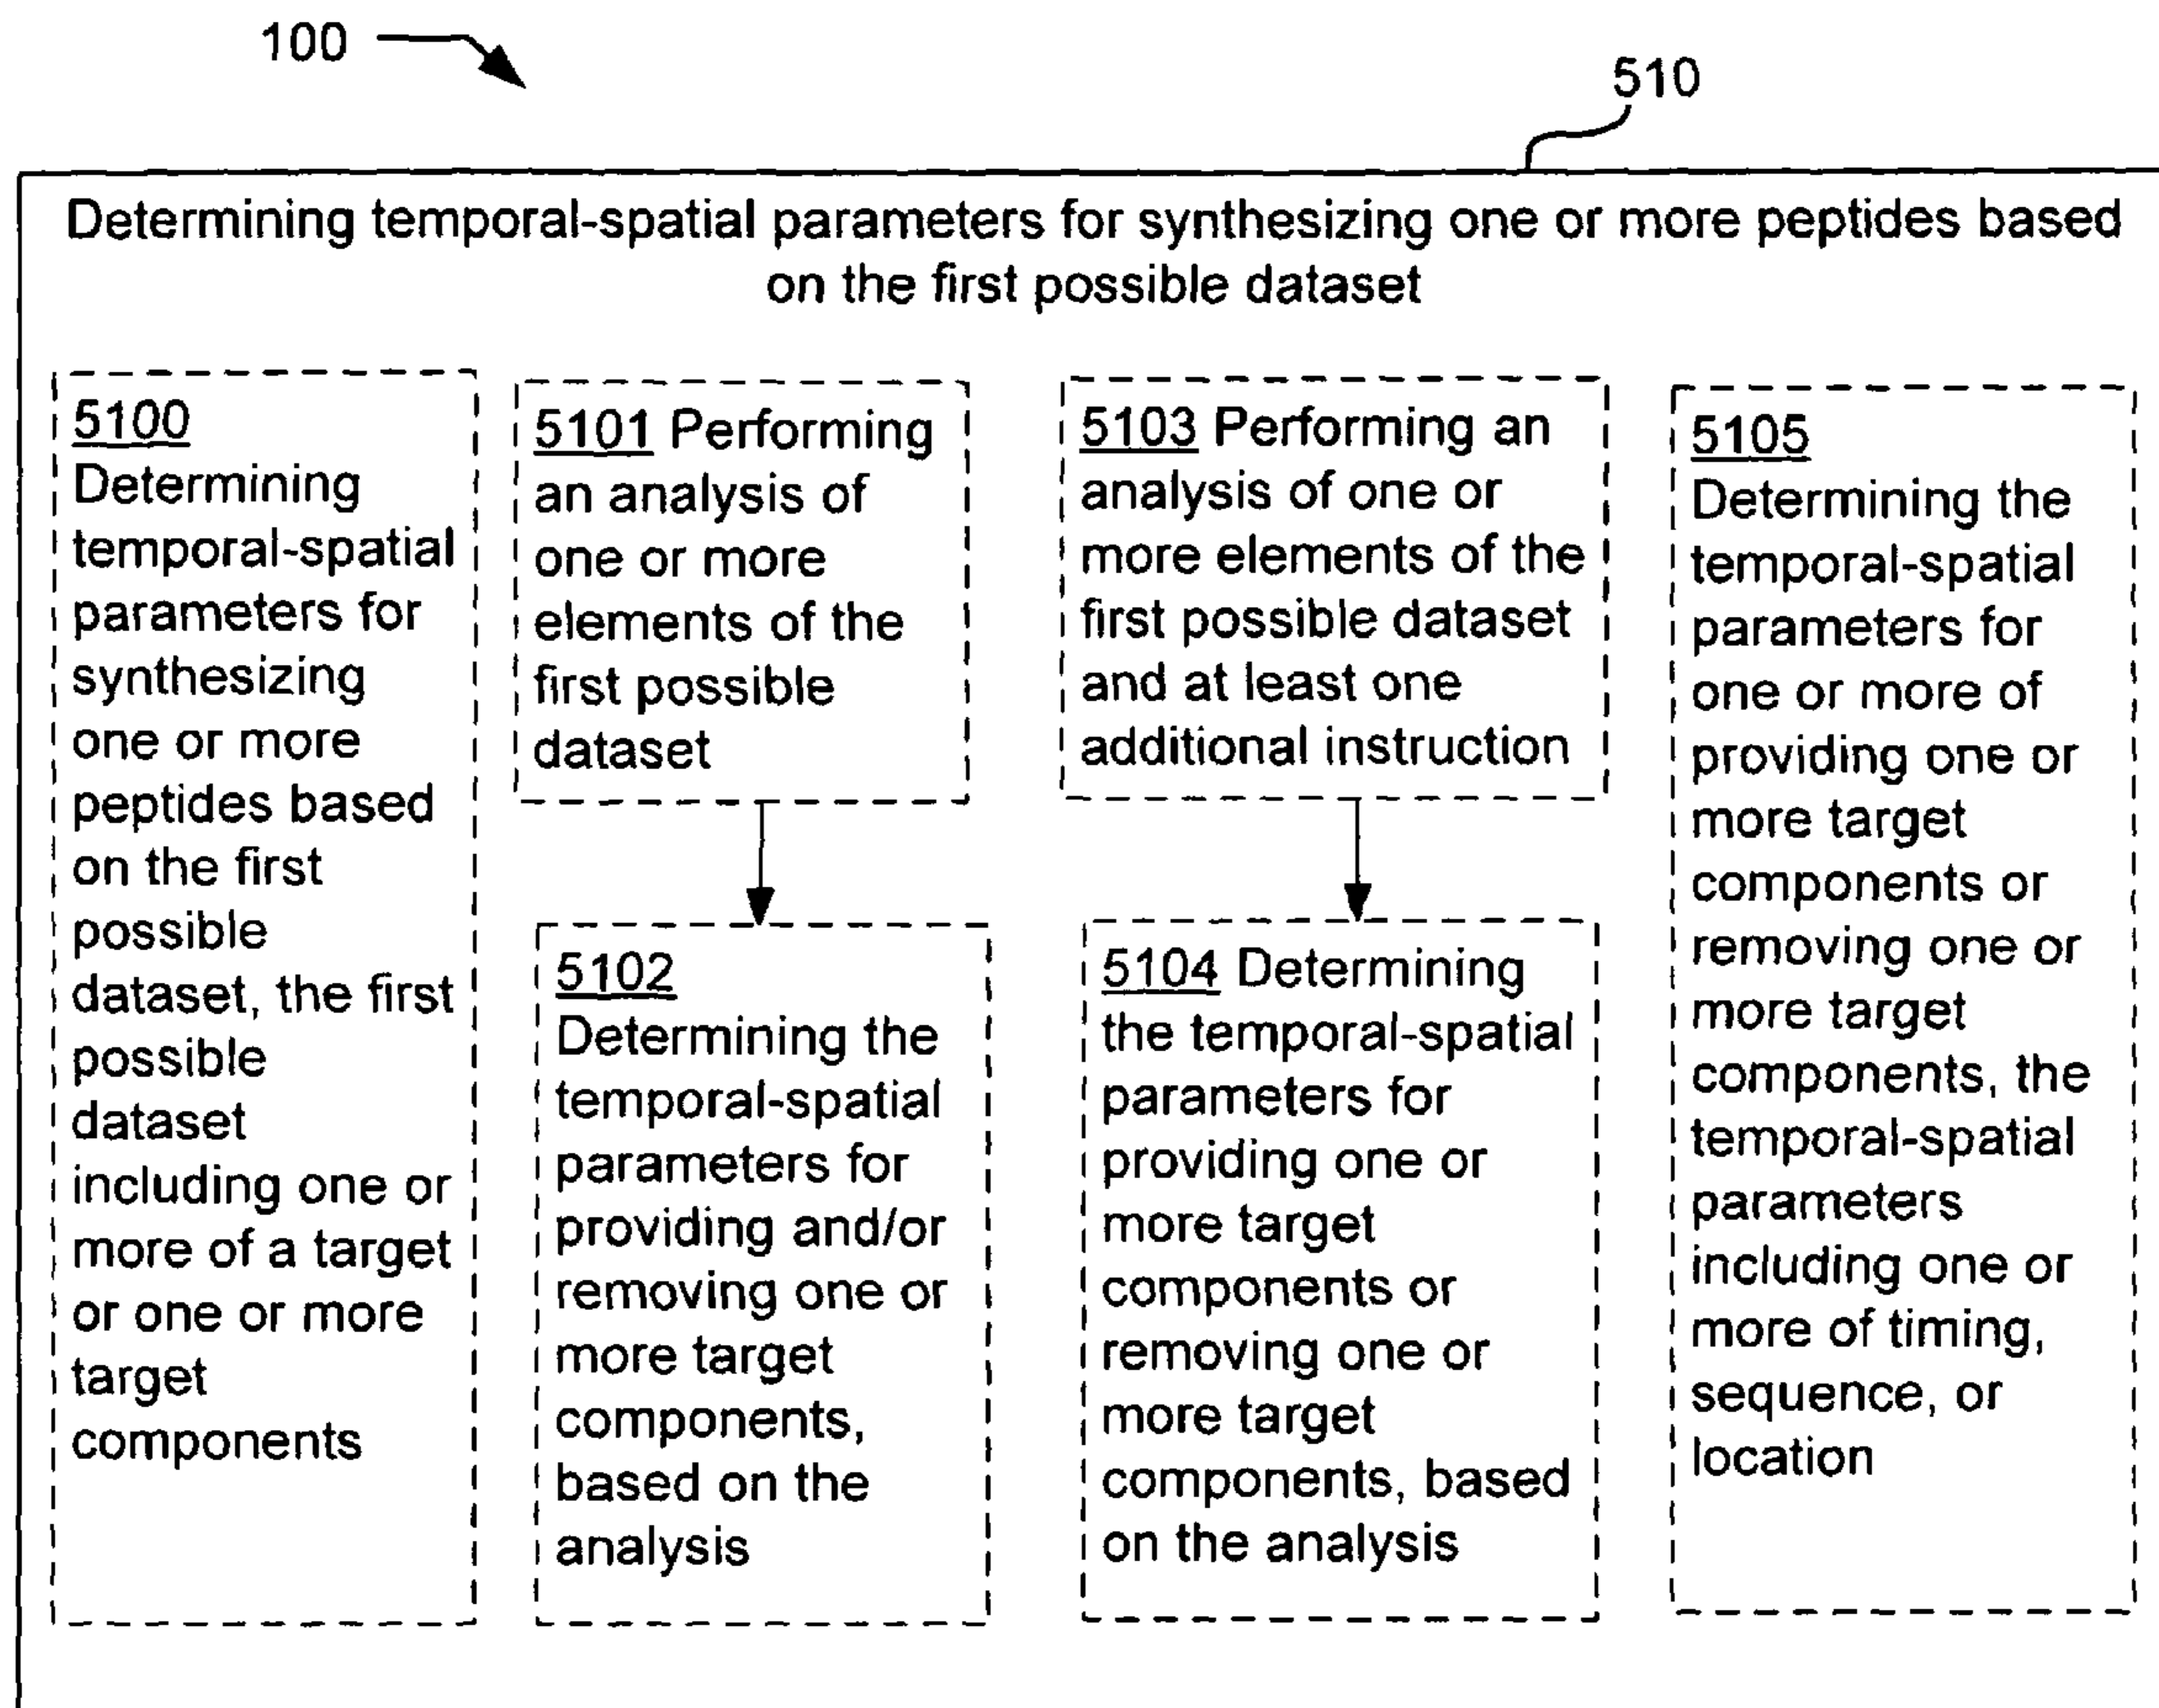 100
510
Determining temporal-spatial parameters for synthesizing one or more peptides based
on the first possible dataset
5100
Determining
temporal-spatial
parameters for
synthesizing
one or more
peptides based
on the first
possible
dataset, the first
possible
dataset
including one or
more of a target
or one or more
target
components
5101 Performing
an analysis of
one or more
elements of the
first possible
dataset
5102
Determining the
temporal-spatial
parameters for
providing and/or
removing one or
more target
components,
based on the
analysis
5103 Performing an
analysis of one or
more elements of the
first possible dataset
and at least one
additional instruction
5104 Determining
the temporal-spatial
parameters for
providing one or
more target
components or
removing one or
more target
components, based
on the analysis
5105
Determining the
temporal-spatial
parameters for
one or more of
providing one or
more target
components or
removing one or
more target
components, the
temporal-spatial
parameters
including one or
more of timing,
sequence, or
location